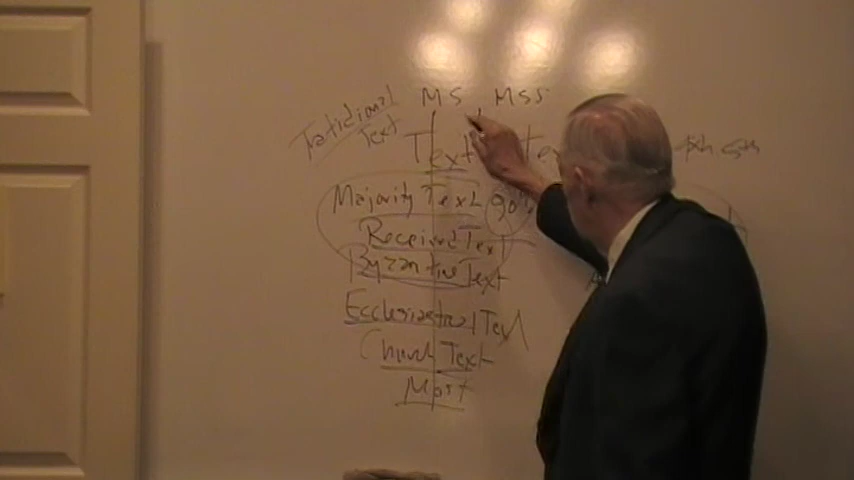 MS MSS
Traditional
Text
Text
Majority Text 90%
Received Text
Byzantine Text
Ecclesiastical Text
Church Text
Most